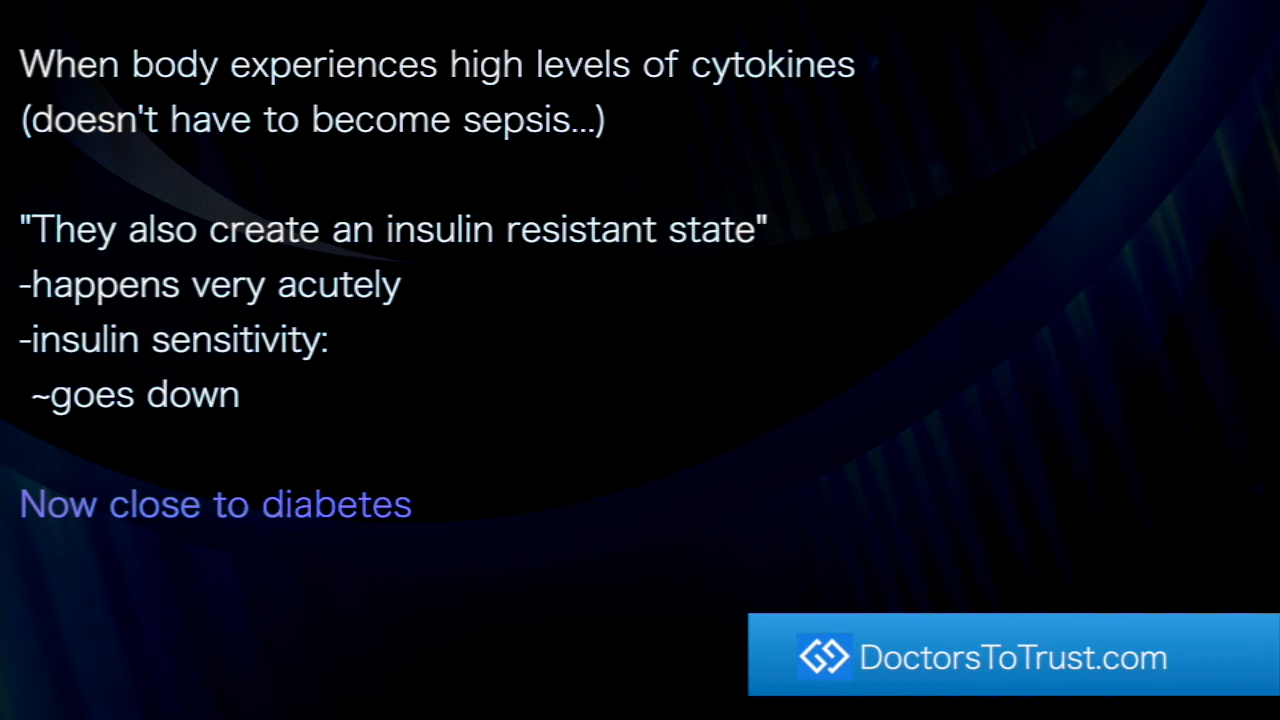 When body experiences high levels of cytokines
(doesn't have to become sepsis...)
"They also create an insulin resistant state"
-happens very acutely
-insulin sensitivity:
~goes down
Now close to diabetes
DoctorsToTrust.com